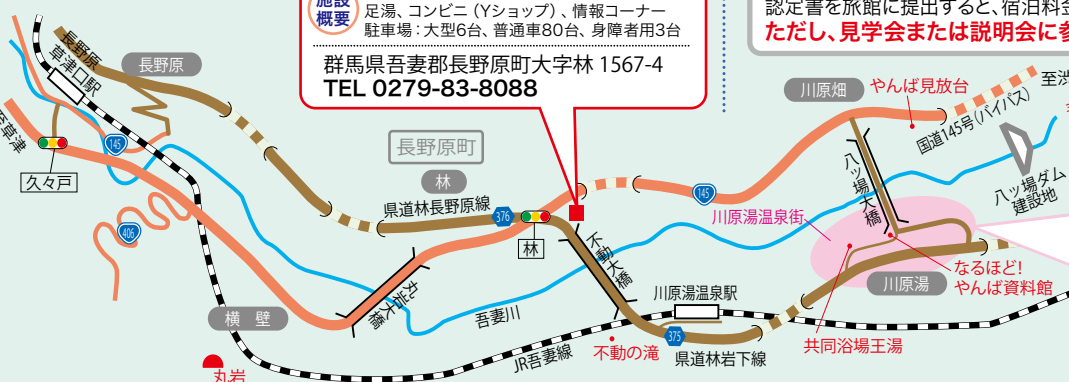 施設
概要
足湯、コンビニ（Yショップ）、情報コーナー
駐車場：大型6台、普通車80台、身障者用3台
群馬県吾妻郡長野原町大字林 1567-4
TEL 0279-83-8088
認定書を旅館に提出すると、宿泊料金
ただし、見学会または説明会に参
長野原
草津口駅
長野原
至草津
145
久々戸
406
長野原町
林
県道林長野原線
376
林
145
川原畑
やんば見放台
国道145号（バイパス）
至渋
八ッ場ダム
建設地
八ッ場大橋
川原湯温泉街
不動大橋
丸岩大橋
横壁
吾妻川
川原湯温泉駅
川原湯
なるほど!
やんば資料館
375
JR吾妻線
不動の滝
県道林岩下線
共同浴場王湯
丸岩